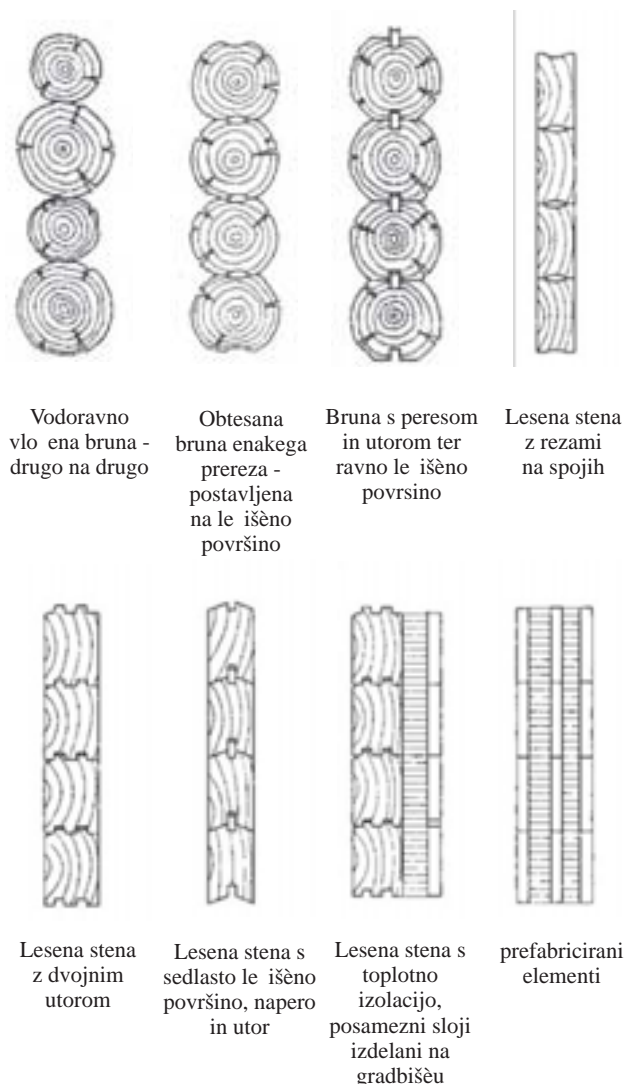 Vodoravno
vlo ena bruna -
drugo na drugo
Obtesana
bruna enakega
prereza -
postavljena
na le išèno
površino
Bruna s peresom
in utorom ter
ravno le išèno
povrsino
Lesena stena
z rezami
na spojih
Lesena stena
z dvojnim
utorom
Lesena stena s
sedlasto le išèno
površino, napero
in utor
Lesena stena s
toplotno
izolacijo,
posamezni sloji
izdelani na
gradbišèu
prefabricirani
elementi